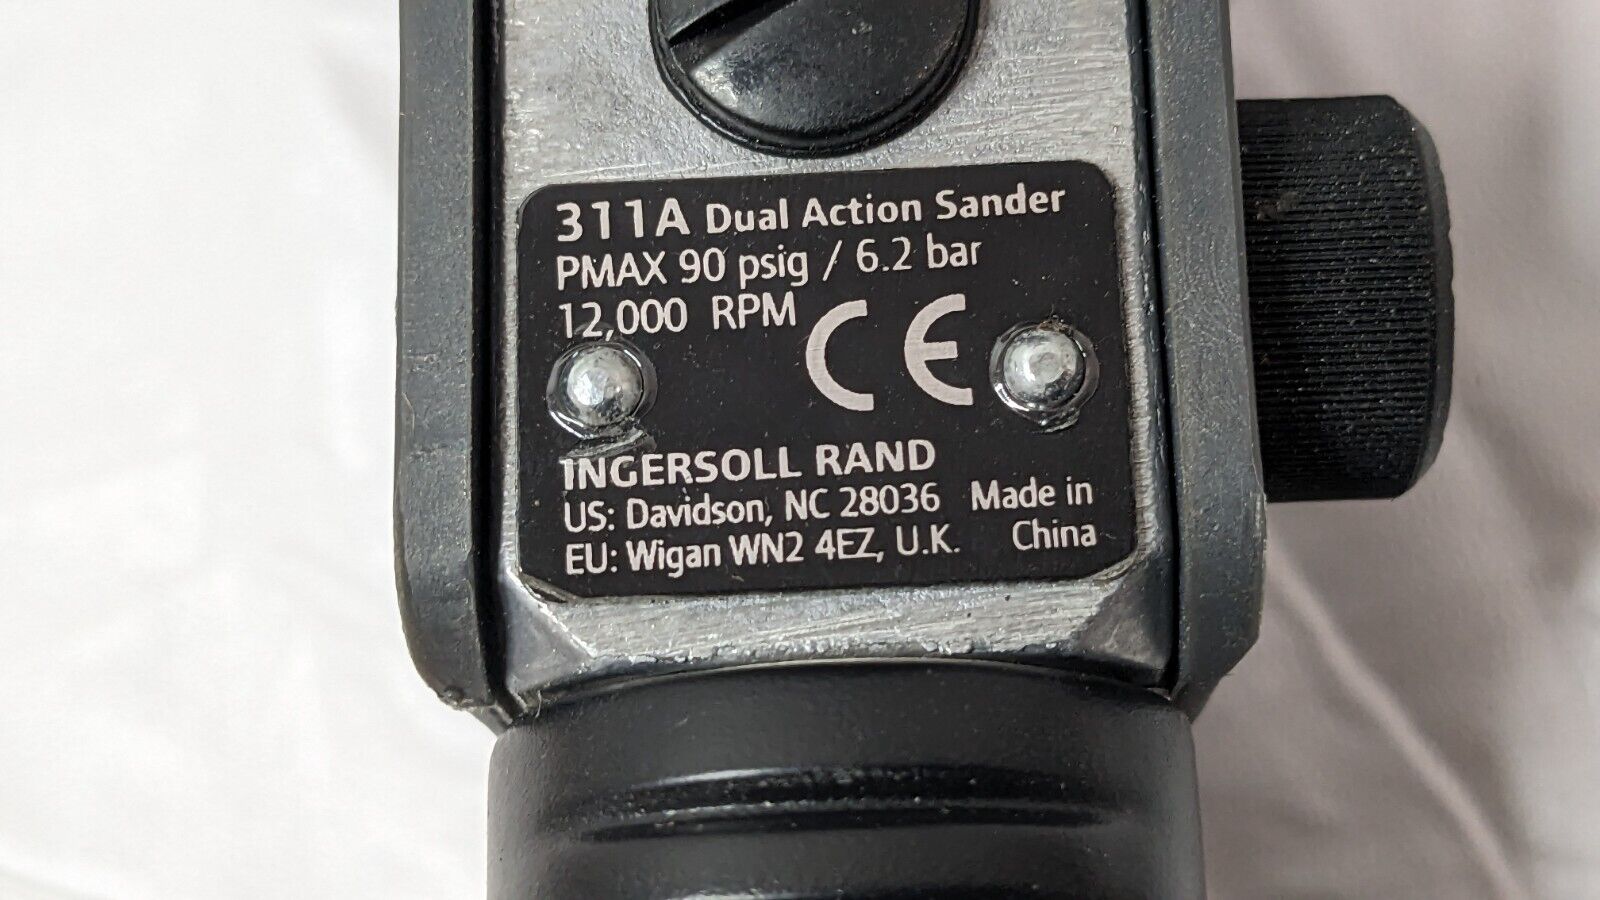 311A Dual Action Sander
PMAX 90 psig / 6.2 bar
12,000 RPM
CE
INGERSOLL RAND
US: Davidson, NC 28036 Made in
EU: Wigan WN2 4EZ, U.K. China